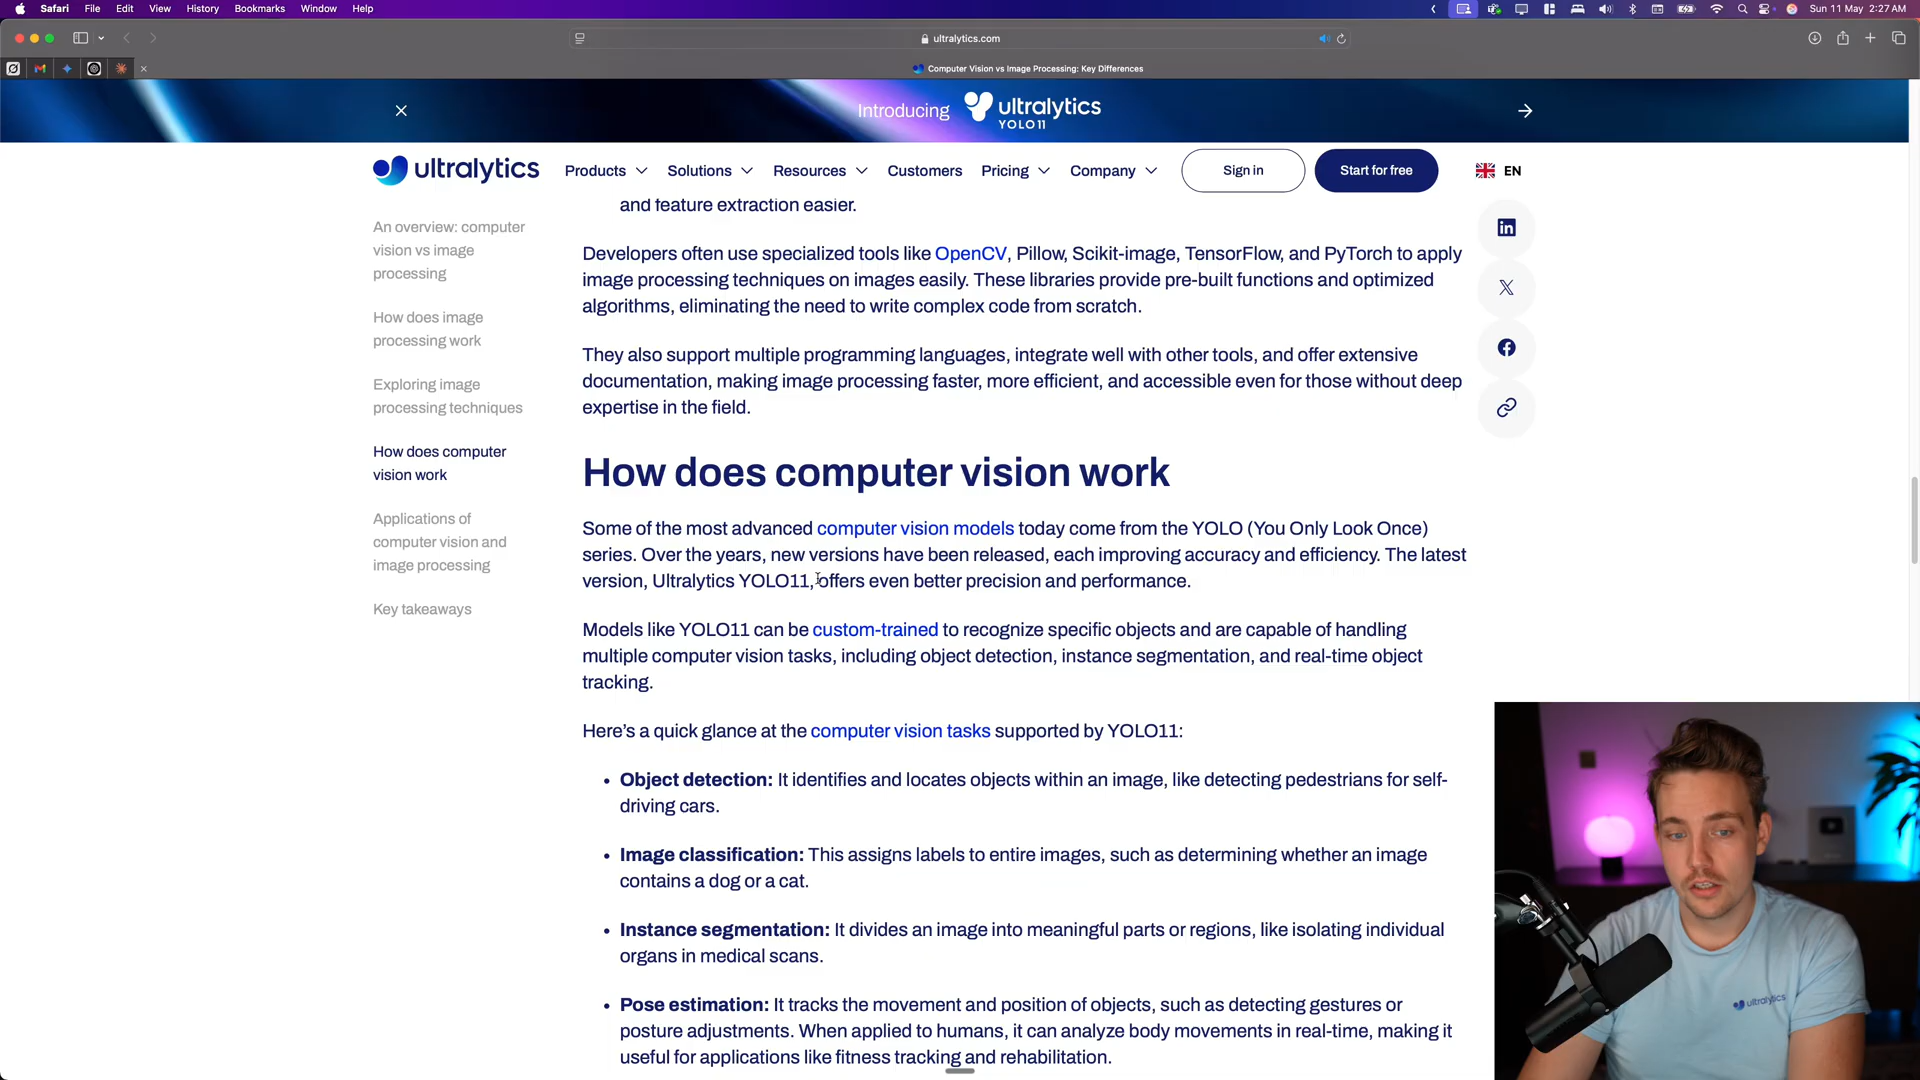 Safari File Edit View History Bookmarks Window Help Sun 11 May 2:27 AM
ultralytics.com
Computer Vision vs Image Processing: Key Differences
Introducing ultralytics
YOLO11
ultralytics Products Solutions Resources Customers Pricing Company Sign in Start for free EN
An overview: computer
vision vs image
processing
How does image
processing work
Exploring image
processing techniques
How does computer
vision work
Applications of
computer vision and
image processing
Key takeaways
and feature extraction easier.
Developers often use specialized tools like OpenCV, Pillow, Scikit-image, TensorFlow, and PyTorch to apply
image processing techniques on images easily. These libraries provide pre-built functions and optimized
algorithms, eliminating the need to write complex code from scratch.
They also support multiple programming languages, integrate well with other tools, and offer extensive
documentation, making image processing faster, more efficient, and accessible even for those without deep
expertise in the field.
How does computer vision work
Some of the most advanced computer vision models today come from the YOLO (You Only Look Once)
series. Over the years, new versions have been released, each improving accuracy and efficiency. The latest
version, Ultralytics YOLO11, offers even better precision and performance.
Models like YOLO11 can be custom-trained to recognize specific objects and are capable of handling
multiple computer vision tasks, including object detection, instance segmentation, and real-time object
tracking.
Here's a quick glance at the computer vision tasks supported by YOLO11:
• Object detection: It identifies and locates objects within an image, like detecting pedestrians for self-
driving cars.
• Image classification: This assigns labels to entire images, such as determining whether an image
contains a dog or a cat.
• Instance segmentation: It divides an image into meaningful parts or regions, like isolating individual
organs in medical scans.
• Pose estimation: It tracks the movement and position of objects, such as detecting gestures or
posture adjustments. When applied to humans, it can analyze body movements in real-time, making it
useful for applications like fitness tracking and rehabilitation.
ultralytics